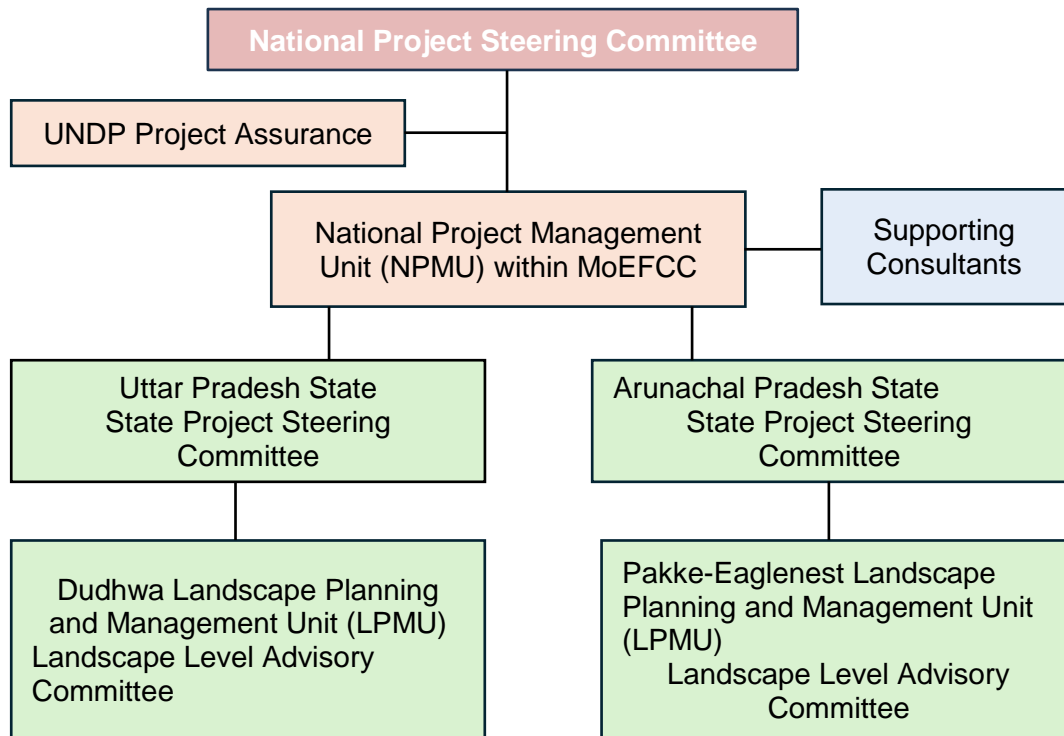 National Project Steering Committee
UNDP Project Assurance
National Project Management
Unit (NPMU) within MoEFCC
Supporting
Consultants
Uttar Pradesh State
State Project Steering
Committee
Arunachal Pradesh State
State Project Steering
Committee
Dudhwa Landscape Planning
and Management Unit (LPMU)
Landscape Level Advisory
Committee
Pakke-Eaglenest Landscape
Planning and Management Unit
(LPMU)
Landscape Level Advisory
Committee